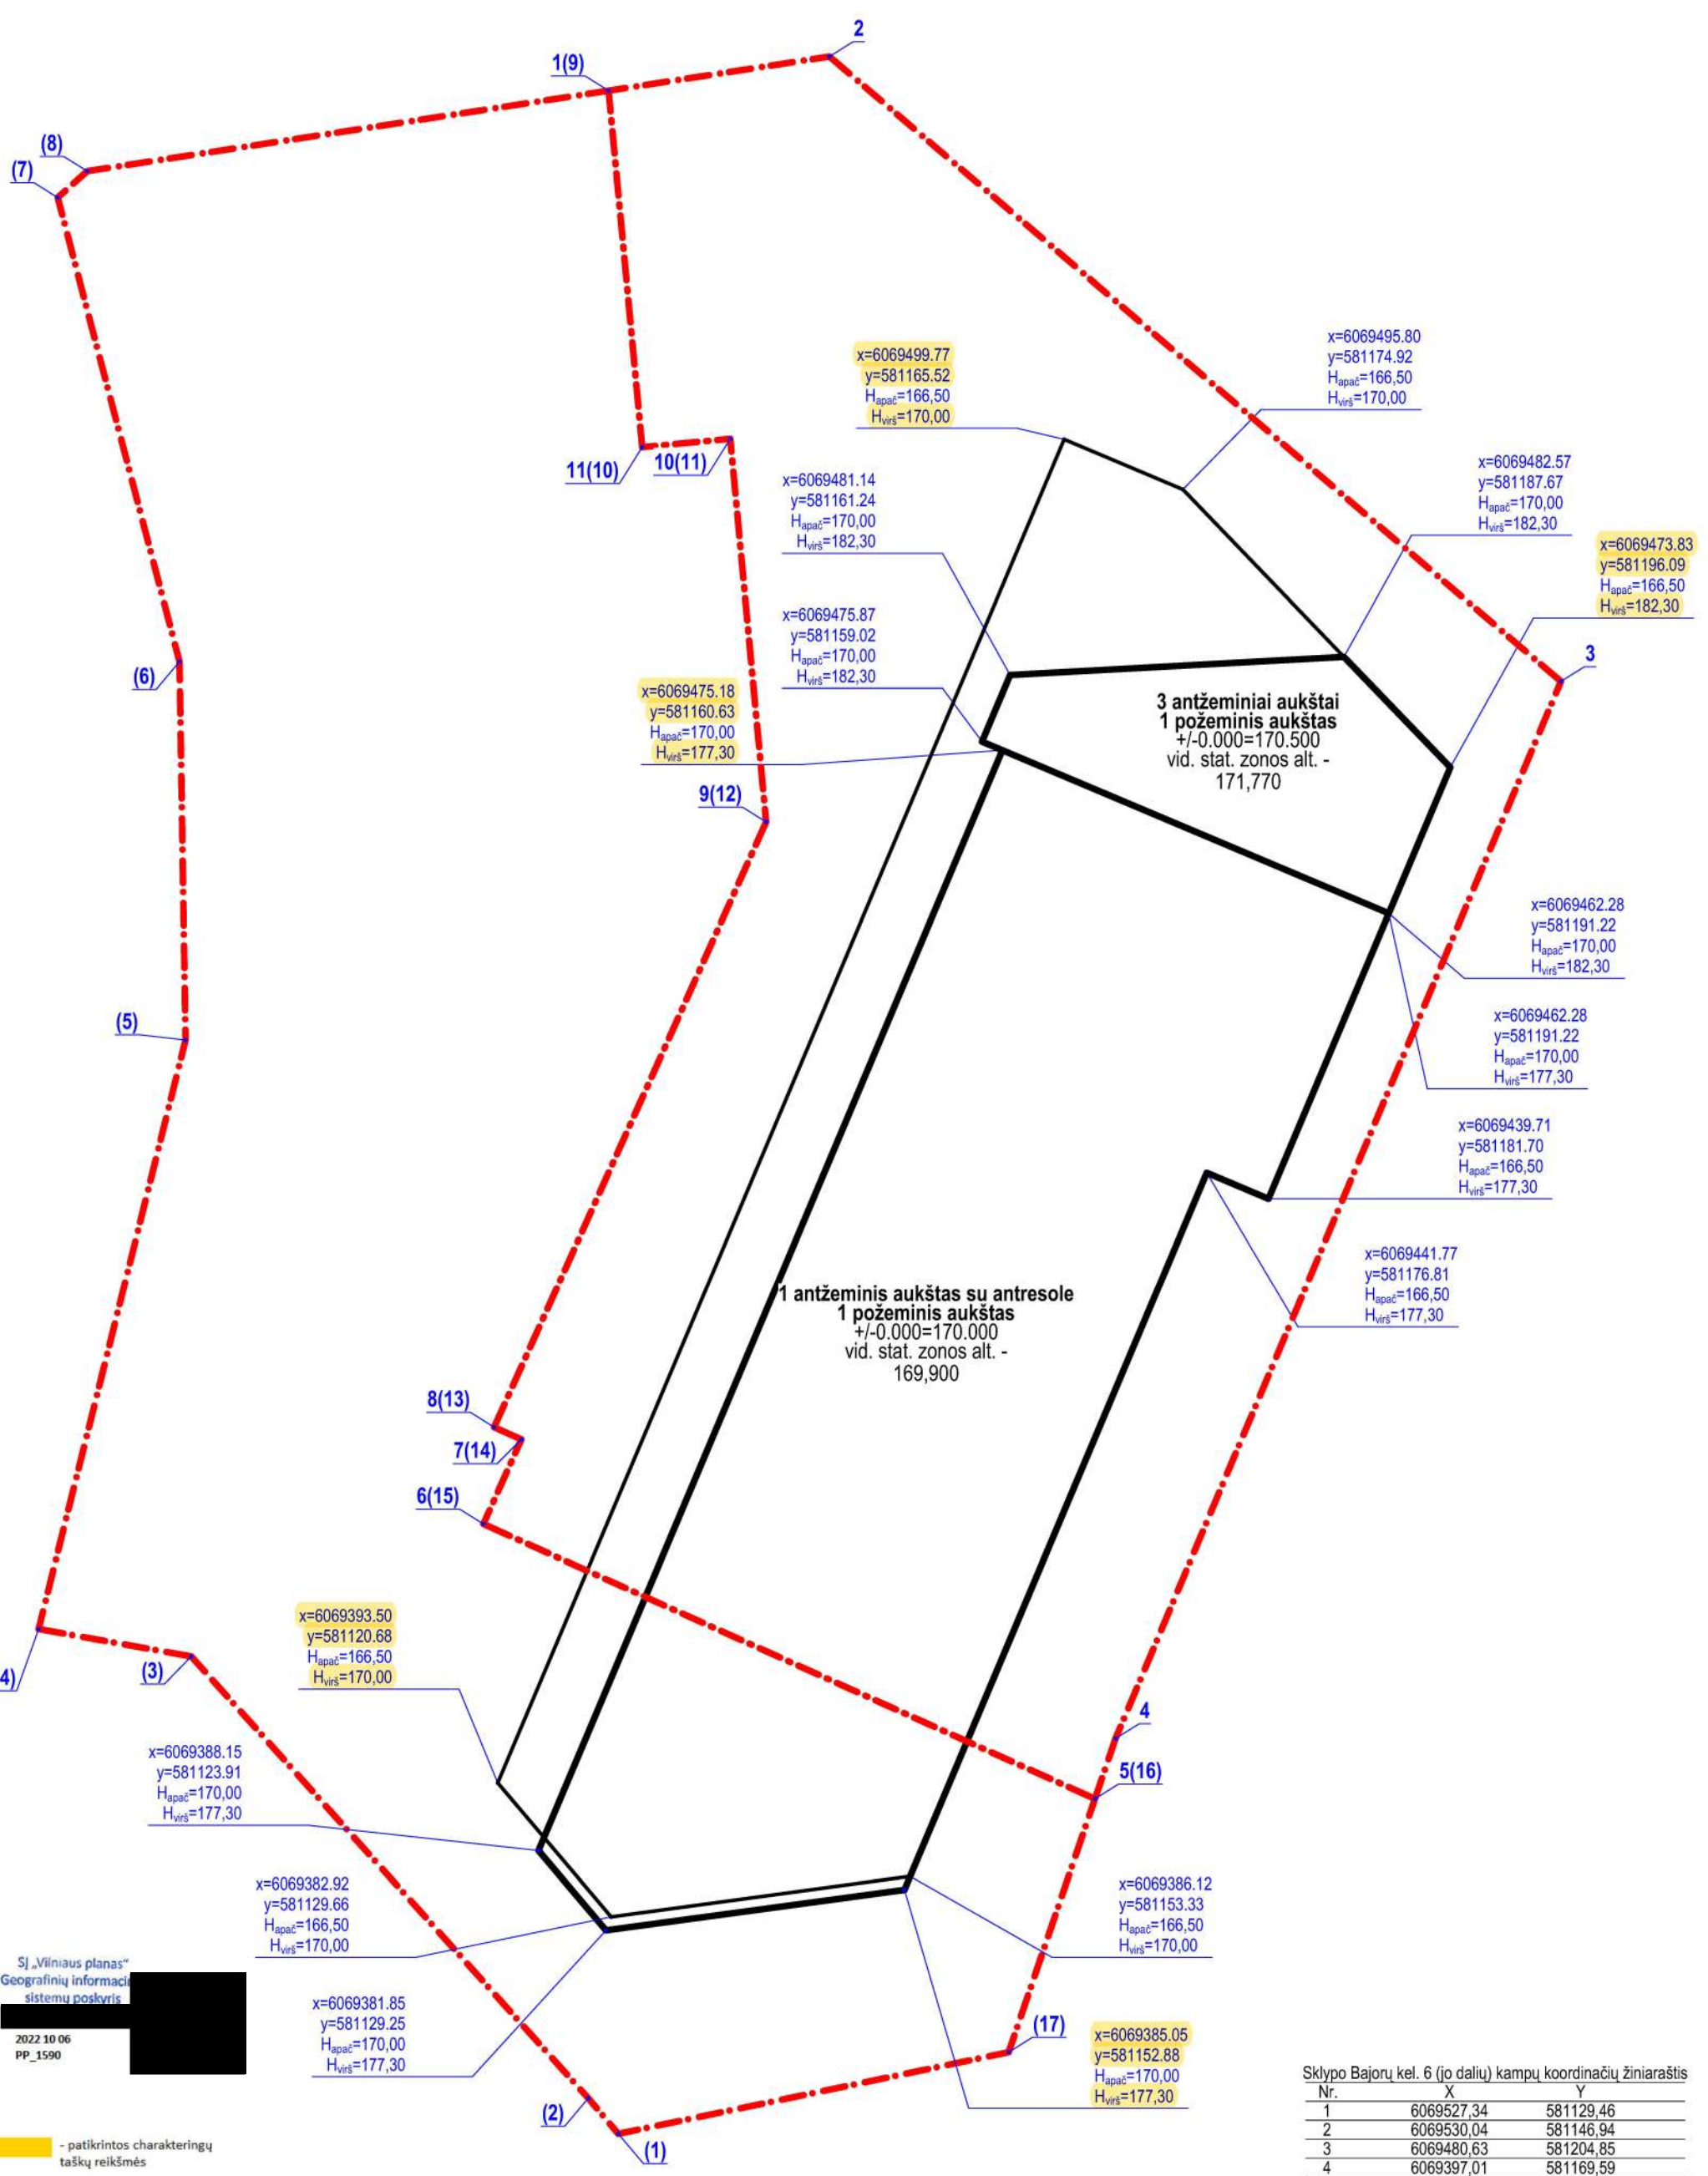 2
1(9)
(8)
(7)
x=6069495.80
y=581174.92
Hapač=166,50
Hvirš=170,00
x=6069499.77
y=581165.52
Hapač=166,50
Hvirš=170,00
11(10)
10(11)
x=6069482.57
y=581187.67
Hapač=170,00
Hvirš=182,30
x=6069481.14
y=581161.24
Hapač=170,00
Hvirš=182,30
x=6069473.83
y=581196.09
Hapač=166,50
Hvirš=182,30
x=6069475.87
y=581159.02
Hapač=170,00
Hvirš=182,30
3
(6)
x=6069475.18
y=581160.63
Hapač=170,00
Hvirš=177,30
3 antžeminiai aukštai
1 požeminis aukštas
+/-0.000=170.500
vid. stat. zonos alt. -
171,770
9(12)
x=6069462.28
y=581191.22
Hapač=170,00
Hvirš=182,30
(5)
x=6069462.28
y=581191.22
Hapač=170,00
Hvirš=177,30
x=6069439.71
y=581181.70
Hapač=166,50
Hvirš=177,30
x=6069441.77
y=581176.81
Hapač=166,50
Hvirš=177,30
1 antžeminis aukštas su antresole
1 požeminis aukštas
+/-0.000=170.000
vid. stat. zonos alt. -
169,900
8(13)
7(14)
6(15)
x=6069393.50
y=581120.68
Hapač=166,50
Hvirš=170,00
4)
(3)
4
5(16)
x=6069388.15
y=581123.91
Hapač=170,00
Hvirš=177,30
x=6069382.92
y=581129.66
Hapač=166,50
Hvirš=170,00
x=6069386.12
y=581153.33
Hapač=166,50
Hvirš=170,00
SĮ „Vilniaus planas“
Geografinių informaci
sistemų poskyris
2022 10 06
PP_1590
x=6069381.85
y=581129.25
Hapač=170,00
Hvirš=177,30
(17)
x=6069385.05
y=581152.88
Hapač=170,00
Hvirš=177,30
(2)
(1)
- patikrintos charakteringų
taškų reikšmės
Sklypo Bajorų kel. 6 (jo dalių) kampų koordinačių žiniaraštis
Nr. X Y
1 6069527,34 581129,46
2 6069530,04 581146,94
3 6069480,63 581204,85
4 6069397,01 581169,59